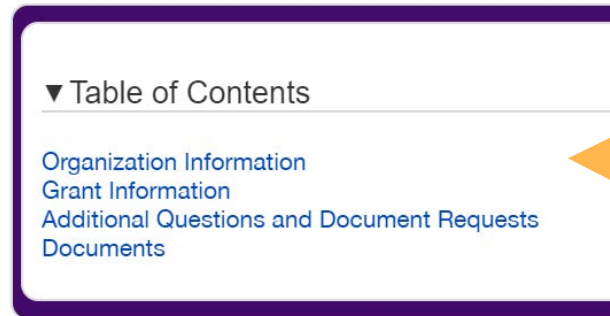 ▼ Table of Contents
Organization Information
Grant Information
Additional Questions and Document Requests
Documents